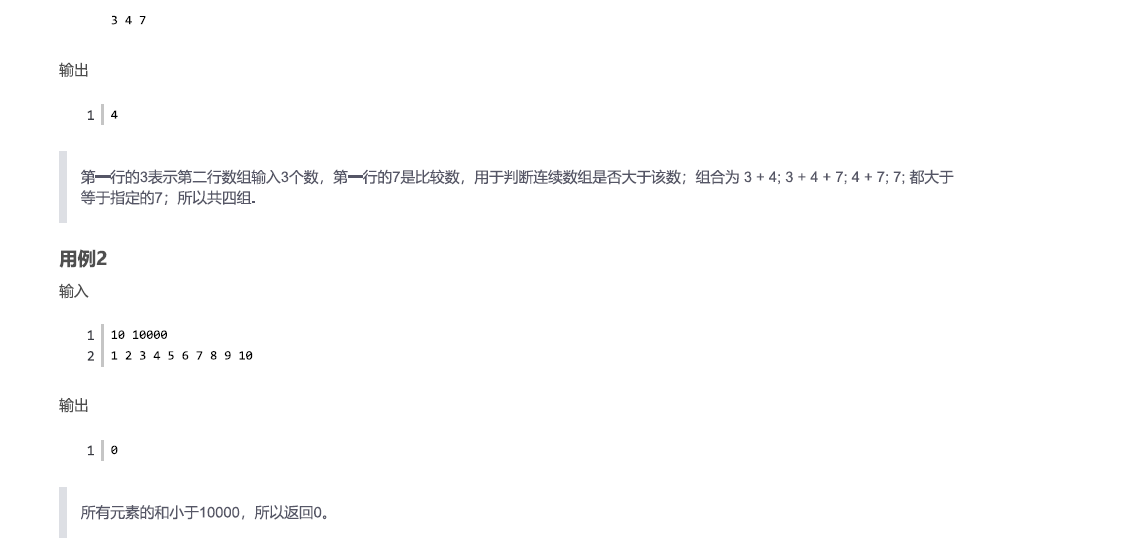 3 4 7
输出
1 4
第一行的3表示第二行数组输入3个数，第一行的7是比较数，用于判断连续数组是否大于该数；组合为 3 + 4; 3 + 4 + 7; 4 + 7; 7; 都大于
等于指定的7；所以共四组。
用例2
输入
1 10 10000
2 1 2 3 4 5 6 7 8 9 10
输出
1 0
所有元素的和小于10000，所以返回0。